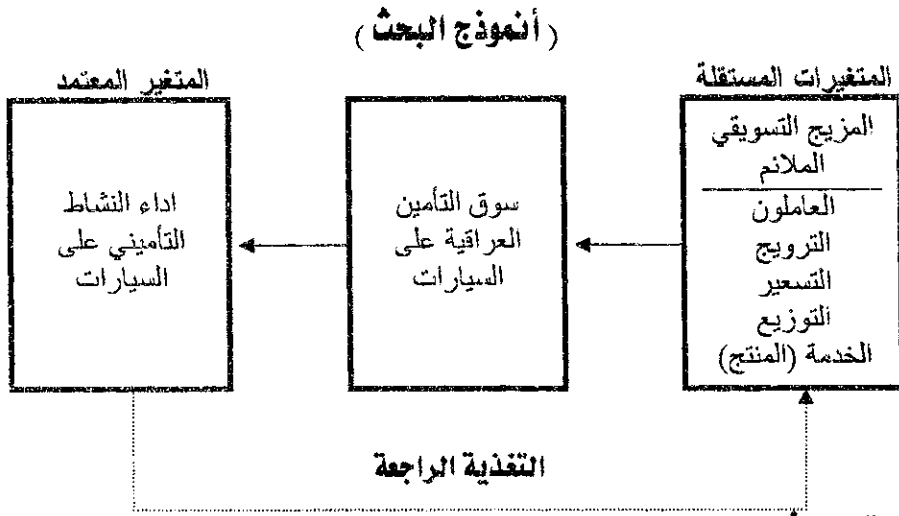 ( أنموذج البحث )
المتغيرات المستقلة
المتغير المعتمد
المزيج التسويقي
الملائم
العاملون
الترويج
التسعير
التوزيع
الخدمة (المنتج)
سوق التأمين
العراقية على
السيارات
اداء النشاط
التأميني على
السيارات
التغذية الراجعة